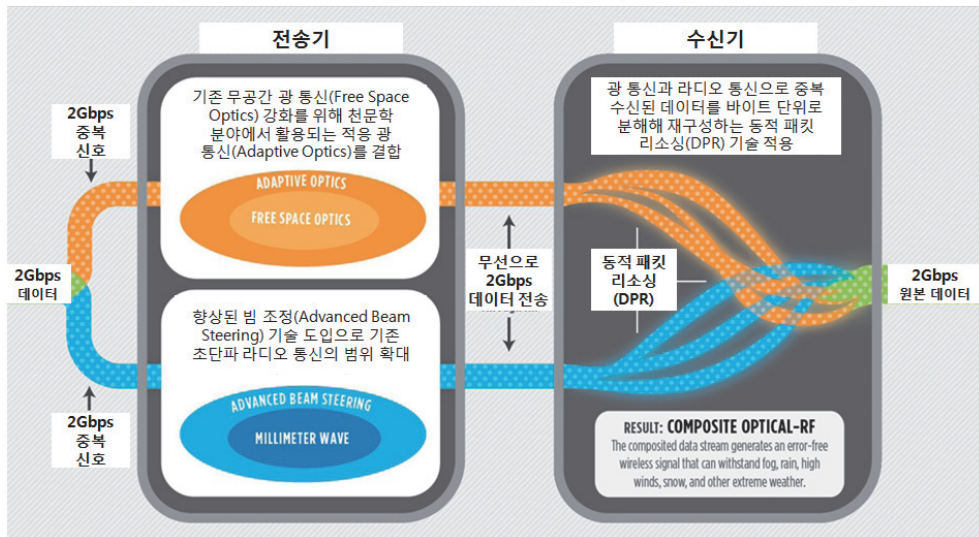 전송기
수신기
2Gbps
중복
신호
기존 무공간 광 통신(Free Space
Optics) 강화를 위해 천문학
분야에서 활용되는 적응 광
통신(Adaptive Optics)를 결합
ADAPTIVE OPTICS
FREE SPACE OPTICS
광 통신과 라디오 통신으로 중복
수신된 데이터를 바이트 단위로
분해해 재구성하는 동적 패킷
리소싱(DPR) 기술 적용
2Gbps
데이터
무선으로
2Gbps
데이터 전송
동적 패킷
리소싱
(DPR)
2Gbps
원본 데이터
향상된 빔 조정(Advanced Beam
Steering) 기술 도입으로 기존
초단파 라디오 통신의 범위 확대
ADVANCED BEAM STEERING
MILLIMETER WAVE
2Gbps
중복
신호
RESULT: COMPOSITE OPTICAL-RF
The composited data stream generates an error-free
wireless signal that can withstand fog, rain, high
winds, snow, and other extreme weather.